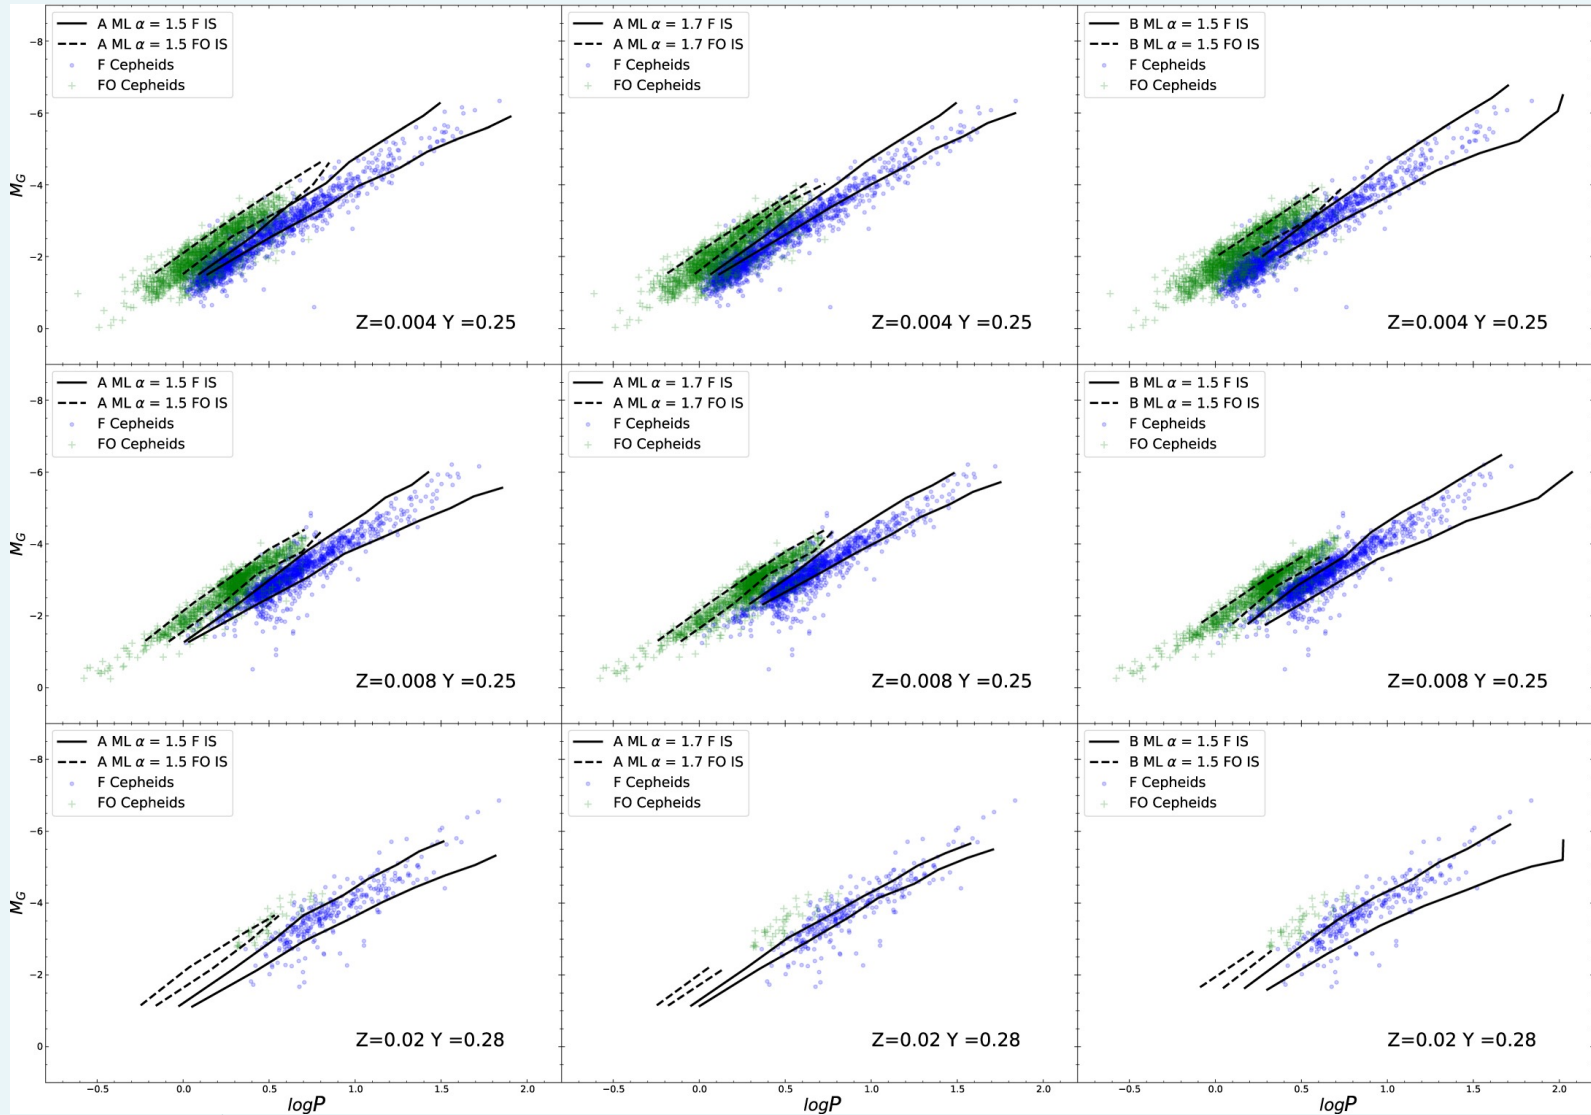 A ML α = 1.5 F IS
A ML α = 1.5 FO IS
F Cepheids
FO Cepheids
−8
−6
−4
−2
0
M_G
Z=0.004 Y =0.25
A ML α = 1.7 F IS
A ML α = 1.7 FO IS
F Cepheids
FO Cepheids
Z=0.004 Y =0.25
B ML α = 1.5 F IS
B ML α = 1.5 FO IS
F Cepheids
FO Cepheids
Z=0.004 Y =0.25
A ML α = 1.5 F IS
A ML α = 1.5 FO IS
F Cepheids
FO Cepheids
−8
−6
−4
−2
0
M_G
Z=0.008 Y =0.25
A ML α = 1.7 F IS
A ML α = 1.7 FO IS
F Cepheids
FO Cepheids
Z=0.008 Y =0.25
B ML α = 1.5 F IS
B ML α = 1.5 FO IS
F Cepheids
FO Cepheids
Z=0.008 Y =0.25
A ML α = 1.5 F IS
A ML α = 1.5 FO IS
F Cepheids
FO Cepheids
−8
−6
−4
−2
0
M_G
Z=0.02 Y =0.28
−0.5 0.0 0.5 1.0 1.5 2.0
logP
A ML α = 1.7 F IS
A ML α = 1.7 FO IS
F Cepheids
FO Cepheids
Z=0.02 Y =0.28
−0.5 0.0 0.5 1.0 1.5 2.0
logP
B ML α = 1.5 F IS
B ML α = 1.5 FO IS
F Cepheids
FO Cepheids
Z=0.02 Y =0.28
−0.5 0.0 0.5 1.0 1.5 2.0
logP